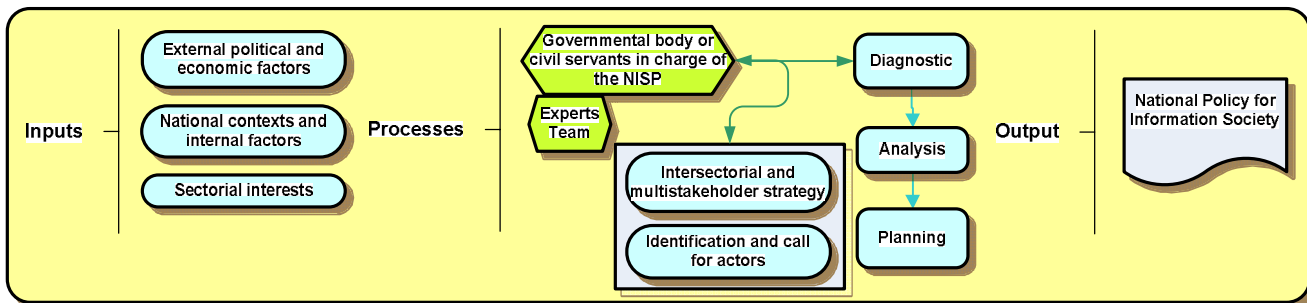 Inputs
External political and
economic factors
National contexts and
internal factors
Sectorial interests
Processes
Governmental body or
civil servants in charge of
the NISP
Experts
Team
Intersectorial and
multistakeholder strategy
Identification and call
for actors
Diagnostic
Analysis
Planning
Output
National Policy for
Information Society